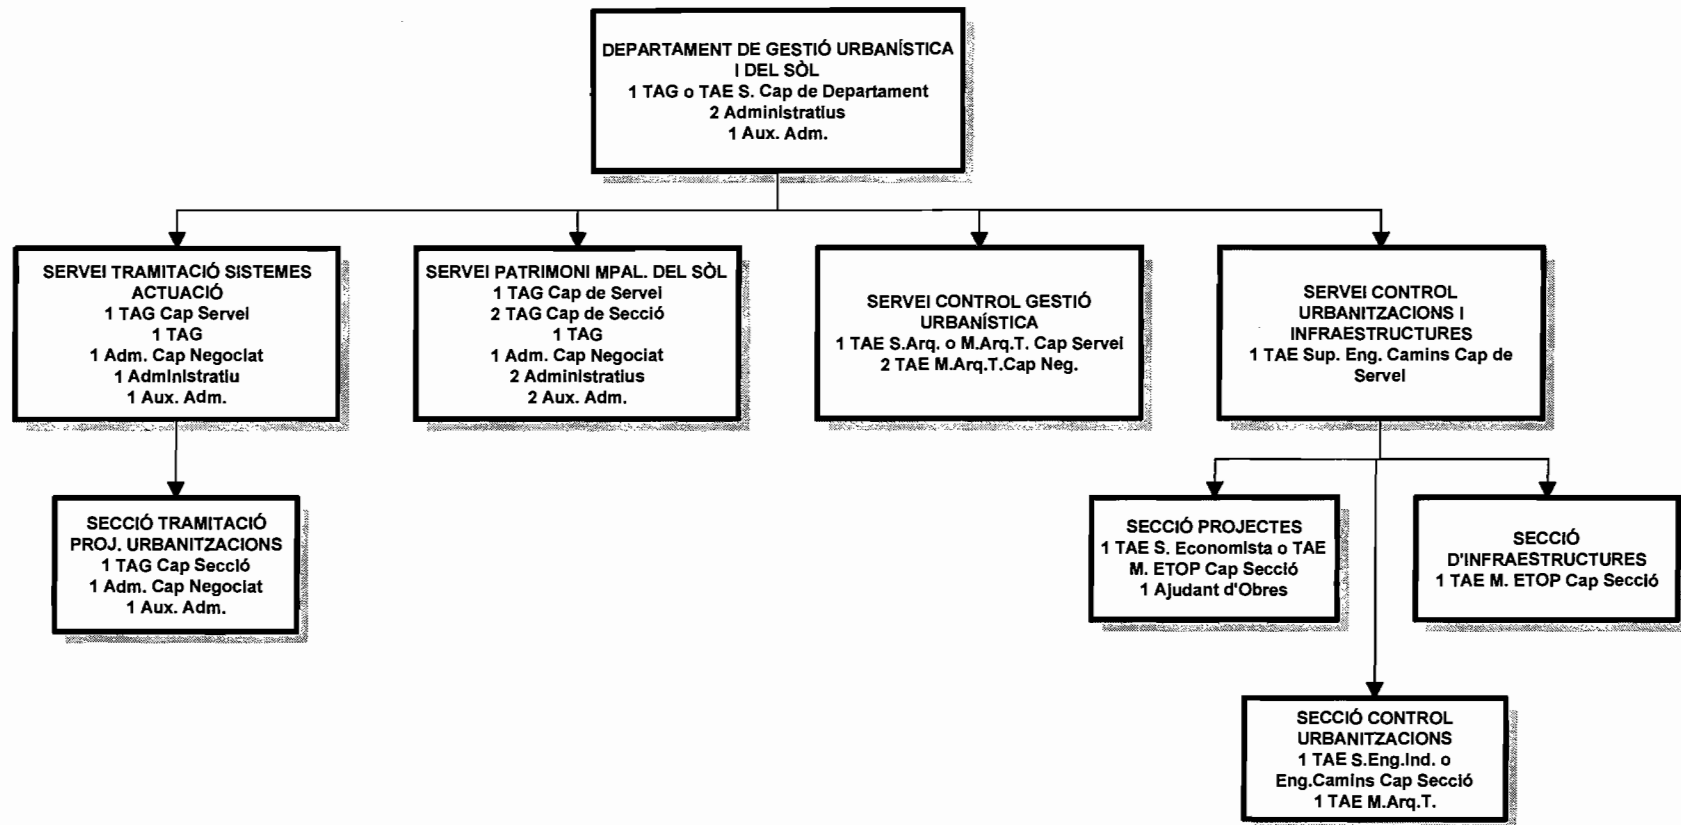 DEPARTAMENT DE GESTIÓ URBANÍSTICA
I DEL SÒL
1 TAG o TAE S. Cap de Departament
2 Administratius
1 Aux. Adm.
SERVEI TRAMITACIÓ SISTEMES
ACTUACIÓ
1 TAG Cap Servei
1 TAG
1 Adm. Cap Negociat
1 Administratiu
1 Aux. Adm.
SERVEI PATRIMONI MPAL. DEL SÒL
1 TAG Cap de Servei
2 TAG Cap de Secció
1 TAG
1 Adm. Cap Negociat
2 Administratius
2 Aux. Adm.
SERVEI CONTROL GESTIÓ
URBANÍSTICA
1 TAE S.Arq. o M.Arq.T. Cap Servei
2 TAE M.Arq.T.Cap Neg.
SERVEI CONTROL
URBANITZACIONS I
INFRAESTRUCTURES
1 TAE Sup. Eng. Camins Cap de
Servei
SECCIÓ TRAMITACIÓ
PROJ. URBANITZACIONS
1 TAG Cap Secció
1 Adm. Cap Negociat
1 Aux. Adm.
SECCIÓ PROJECTES
1 TAE S. Economista o TAE
M. ETOP Cap Secció
1 Ajudant d'Obres
SECCIÓ
D'INFRAESTRUCTURES
1 TAE M. ETOP Cap Secció
SECCIÓ CONTROL
URBANITZACIONS
1 TAE S.Eng.Ind. o
Eng.Camins Cap Secció
1 TAE M.Arq.T.